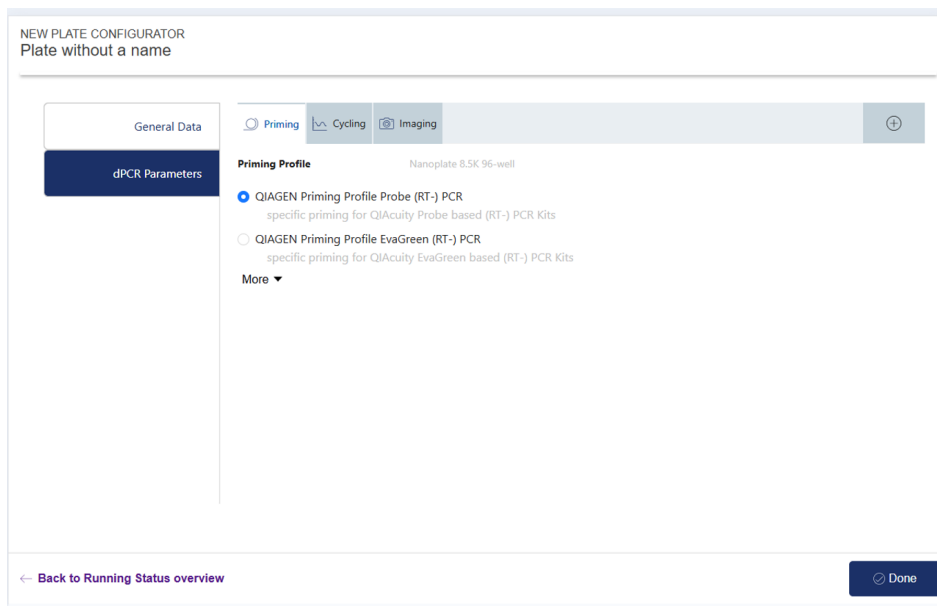 NEW PLATE CONFIGURATOR
Plate without a name
General Data
dPCR Parameters
Priming Cycling Imaging
Priming Profile Nanoplate 8.5K 96-well
QIAGEN Priming Profile Probe (RT-) PCR
specific priming for QIAcuity Probe based (RT-) PCR Kits
QIAGEN Priming Profile EvaGreen (RT-) PCR
specific priming for QIAcuity EvaGreen based (RT-) PCR Kits
More
Back to Running Status overview
Done